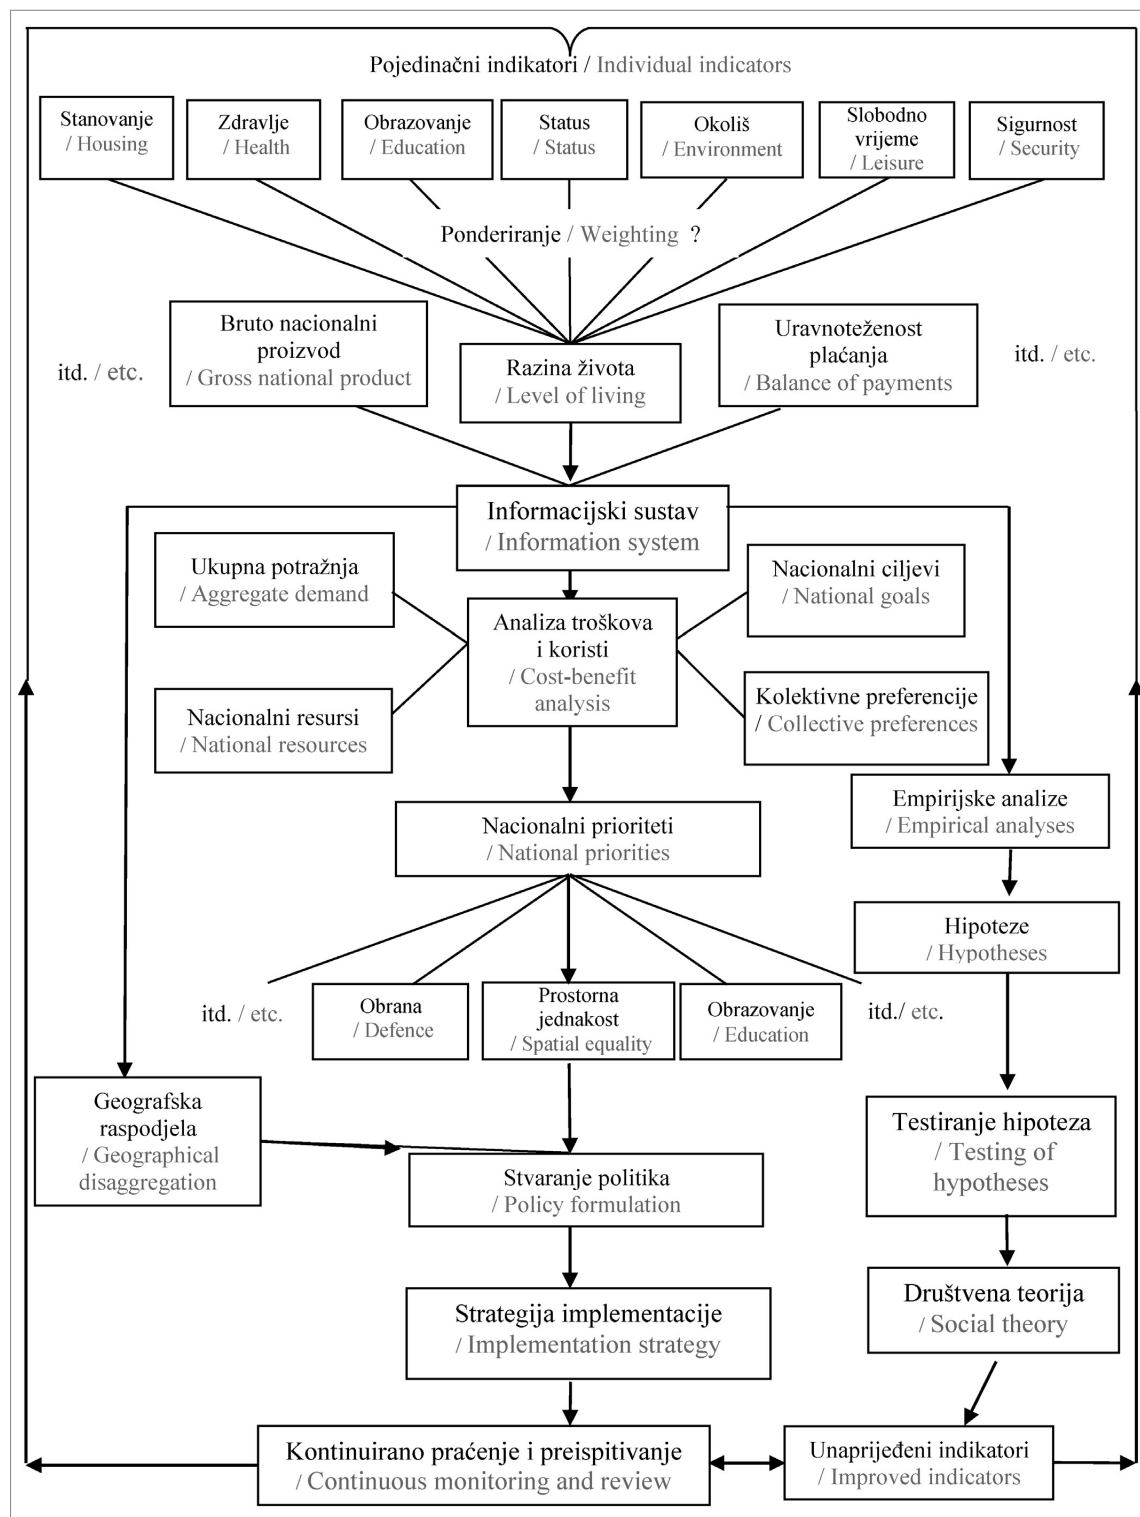 Pojedinačni indikatori / Individual indicators
Stanovanje
/ Housing
Zdravlje
/ Health
Obrazovanje
/ Education
Status
/ Status
Okoliš
/ Environment
Slobodno
vrijeme
/ Leisure
Sigurnost
/ Security
Ponderiranje / Weighting ?
itd. / etc.
Bruto nacionalni
proizvod
/ Gross national product
Razina života
/ Level of living
Uravnoteženost
plaćanja
/ Balance of payments
itd. / etc.
Informacijski sustav
/ Information system
Ukupna potražnja
/ Aggregate demand
Nacionalni ciljevi
/ National goals
Analiza troškova
i koristi
/ Cost-benefit
analysis
Nacionalni resursi
/ National resources
Kolektivne preferencije
/ Collective preferences
Nacionalni prioriteti
/ National priorities
Empirijske analize
/ Empirical analyses
Hipoteze
/ Hypotheses
itd. / etc.
Obrana
/ Defence
Prostorna
jednakost
/ Spatial equality
Obrazovanje
/ Education
itd./ etc.
Geografska
raspodjela
/ Geographical
disaggregation
Testiranje hipoteza
/ Testing of
hypotheses
Stvaranje politika
/ Policy formulation
Društvena teorija
/ Social theory
Strategija implementacije
/ Implementation strategy
Kontinuirano praćenje i preispitivanje
/ Continuous monitoring and review
Unaprijeđeni indikatori
/ Improved indicators